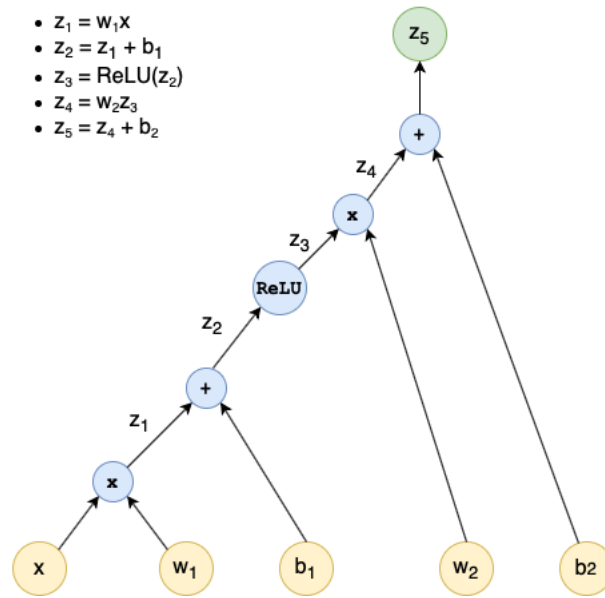 • z₁ = w₁x
• z₂ = z₁ + b₁
• z₃ = ReLU(z₂)
• z₄ = w₂z₃
• z₅ = z₄ + b₂
z₅
+
z₄
x
z₃
ReLU
z₂
+
z₁
x
x
w₁
b₁
w₂
b2